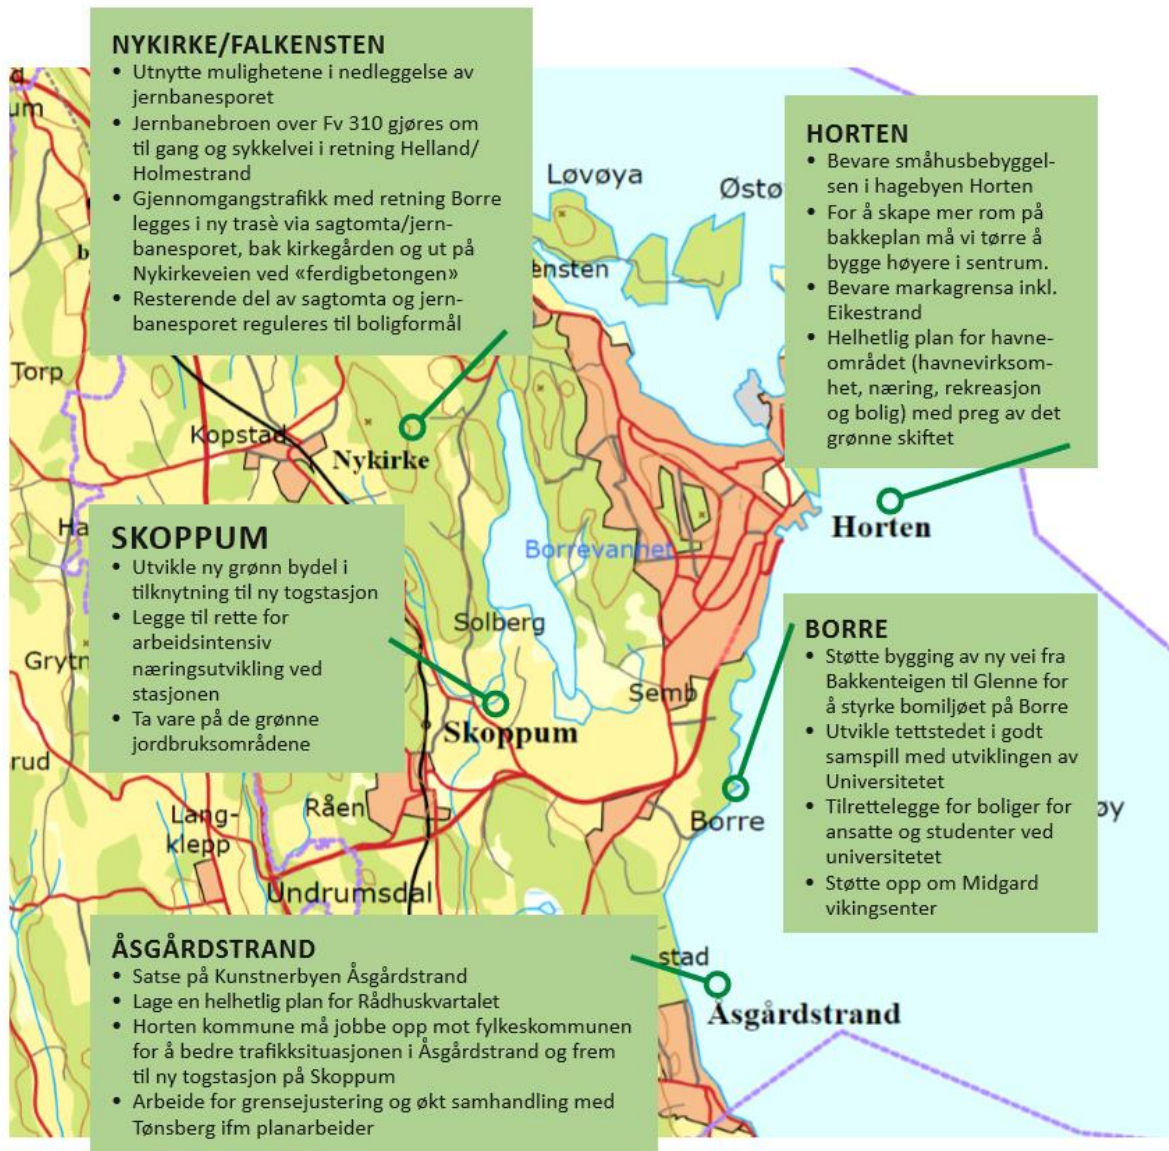 NYKIRKE/FALKENSTEN
• Utnytte mulighetene i nedleggelse av
jernbanesporet
• Jernbanebroen over Fv 310 gjøres om
til gang og sykkelvei i retning Helland/
Holmestrand
• Gjennomgangstrafikk med retning Borre
legges i ny trasè via sagtomta/jern-
banesporet, bak kirkegården og ut på
Nykirkeveien ved «ferdigbetongen»
• Resterende del av sagtomta og jern-
banesporet reguleres til boligformål
HORTEN
• Bevare småhusbebyggel-
sen i hagebyen Horten
• For å skape mer rom på
bakkeplan må vi tørre å
bygge høyere i sentrum.
• Bevare markagrensa inkl.
Eikestrand
• Helhetlig plan for havne-
området (havnevirksom-
het, næring, rekreasjon
og bolig) med preg av det
grønne skiftet
um
Løvøya
Østø
ensten
Torp
Kopstad
Nykirke
Ha
Horten
Borrevannet
SKOPPUM
• Utvikle ny grønn bydel i
tilknytning til ny togstasjon
• Legge til rette for
arbeidsintensiv
næringsutvikling ved
stasjonen
• Ta vare på de grønne
jordbruksområdene
Solberg
Grytn
Semb
Skoppum
rud
Råen
Lang-
klepp
Borre
øy
Undrumsdal
BORRE
• Støtte bygging av ny vei fra
Bakkenteigen til Glenne for
å styrke bomiljøet på Borre
• Utvikle tettstedet i godt
samspill med utviklingen av
Universitetet
• Tilrettelegge for boliger for
ansatte og studenter ved
universitetet
• Støtte opp om Midgard
vikingsenter
ÅSGÅRDSTRAND
• Satse på Kunstnerbyen Åsgårdstrand
• Lage en helhetlig plan for Rådhuskvartalet
• Horten kommune må jobbe opp mot fylkeskommunen
for å bedre trafikksituasjonen i Åsgårdstrand og frem
til ny togstasjon på Skoppum
• Arbeide for grensejustering og økt samhandling med
Tønsberg ifm planarbeider
stad
Åsgårdstrand